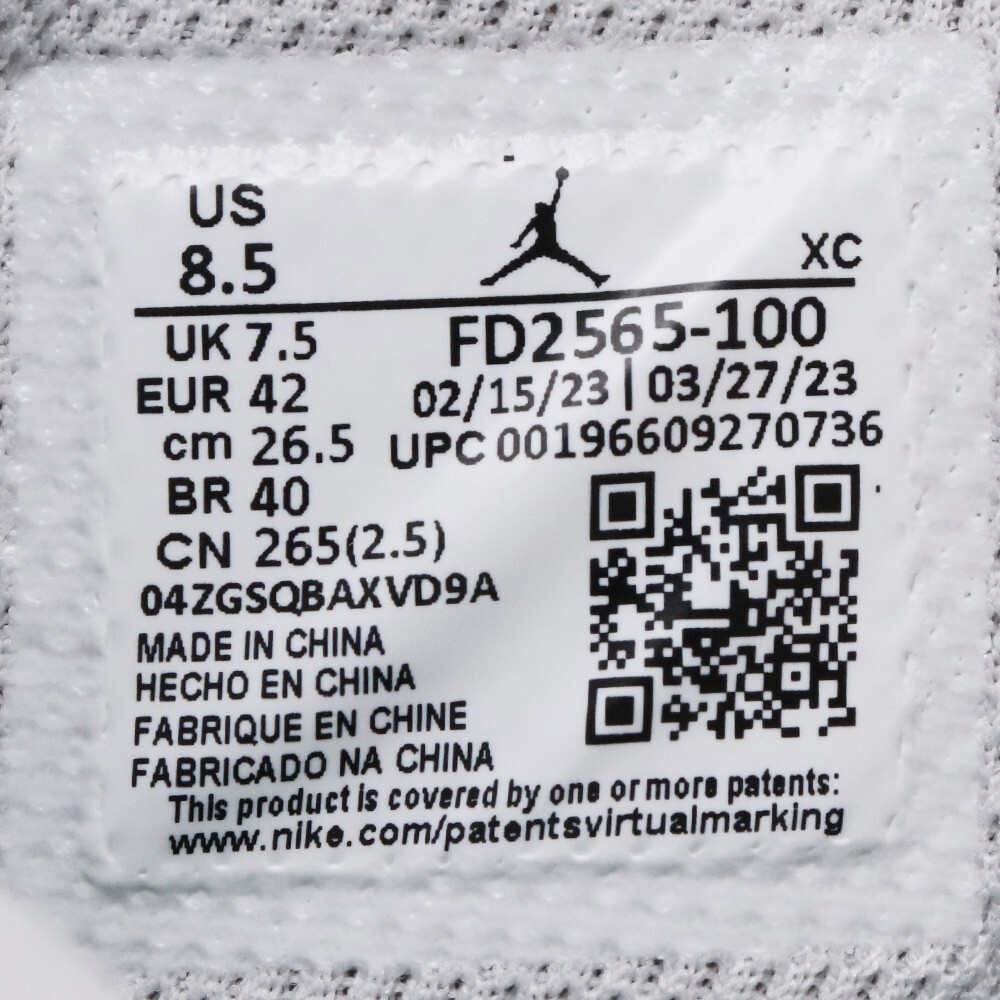 US
8.5
XC
UK 7.5
FD2565-100
EUR 42
02/15/23 | 03/27/23
cm 26.5
UPC 00196609270736
BR 40
CN 265(2.5)
04ZGSQBAXVD9A
MADE IN CHINA
HECHO EN CHINA
FABRIQUE EN CHINE
FABRICADO NA CHINA
This product is covered by one or more patents:
www.nike.com/patentsvirtualmarking